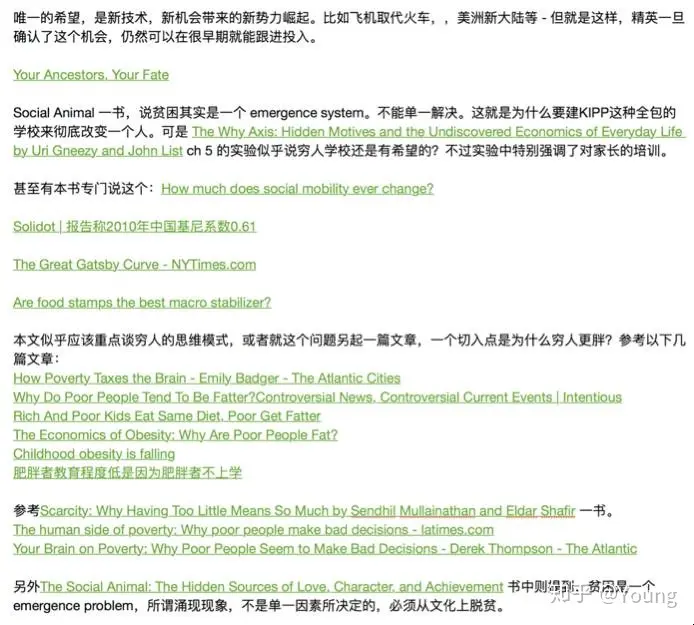 唯一的希望，是新技术，新机会带来的新势力崛起。比如飞机取代火车，，美洲新大陆等 - 但就是这样，精英一旦
确认了这个机会，仍然可以在很早期就能跟进投入。
Your Ancestors, Your Fate
Social Animal 一书，说贫困其实是一个 emergence system。不能单一解决。这就是为什么要建KIPP这种全包的
学校来彻底改变一个人。可是 The Why Axis: Hidden Motives and the Undiscovered Economics of Everyday Life
by Uri Gneezy and John List ch 5 的实验似乎说穷人学校还是有希望的？不过实验中特别强调了对家长的培训。
甚至有本书专门说这个：How much does social mobility ever change?
Solidot | 报告称2010年中国基尼系数0.61
The Great Gatsby Curve - NYTimes.com
Are food stamps the best macro stabilizer?
本文似乎应该重点谈穷人的思维模式，或者就这个问题另起一篇文章，一个切入点是为什么穷人更胖？参考以下几
篇文章：
How Poverty Taxes the Brain - Emily Badger - The Atlantic Cities
Why Do Poor People Tend To Be Fatter?Controversial News, Controversial Current Events | Intentious
Rich And Poor Kids Eat Same Diet, Poor Get Fatter
The Economics of Obesity: Why Are Poor People Fat?
Childhood obesity is falling
肥胖者教育程度低是因为肥胖者不上学
参考Scarcity: Why Having Too Little Means So Much by Sendhil Mullainathan and Eldar Shafir 一书。
The human side of poverty: Why poor people make bad decisions - latimes.com
Your Brain on Poverty: Why Poor People Seem to Make Bad Decisions - Derek Thompson - The Atlantic
另外The Social Animal: The Hidden Sources of Love, Character, and Achievement 书中则提到，贫困是一个
emergence problem，所谓涌现现象，不是单一因素所决定的，必须从文化上脱贫。
知乎 @Young